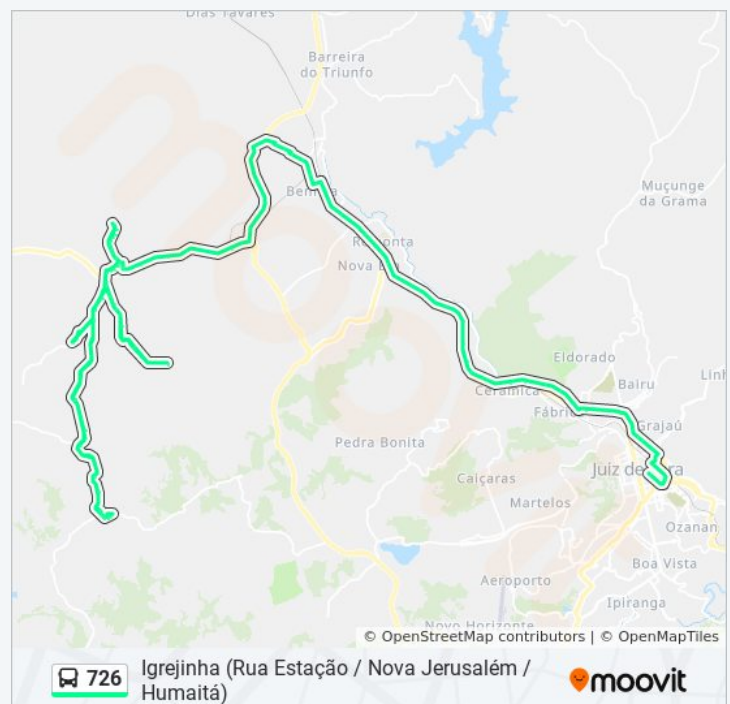 Dias Tavares
Barreira
do Triunfo
Muçunge
da Grama
Benfica
Remonta
Nova Era
Eldorado
Linh
Bairu
Cerâmica
Fábrica
Grajaú
Pedra Bonita
Juiz de Fora
Caiçaras
Martelos
Ozanan
Boa Vista
Aeroporto
Ipiranga
Novo Horizonte
© OpenStreetMap contributors | © OpenMapTiles
726
Igrejinha (Rua Estação / Nova Jerusalém /
Humaitá)
moovit